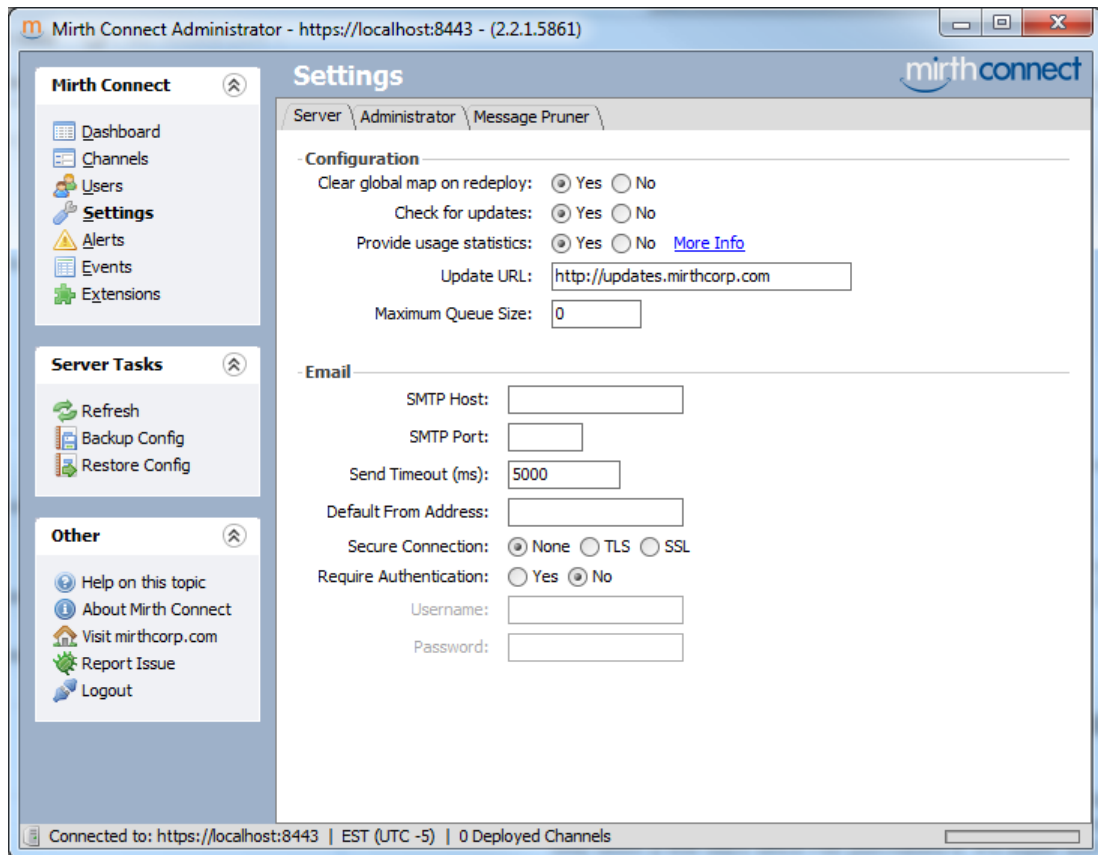 Mirth Connect Administrator - https://localhost:8443 - (2.2.1.5861)
Mirth Connect
Dashboard
Channels
Users
Settings
Alerts
Events
Extensions
Server Tasks
Refresh
Backup Config
Restore Config
Other
Help on this topic
About Mirth Connect
Visit mirthcorp.com
Report Issue
Logout
Settings
mirthconnect
Server Administrator Message Pruner
Configuration
Clear global map on redeploy: Yes No
Check for updates: Yes No
Provide usage statistics: Yes No More Info
Update URL: http://updates.mirthcorp.com
Maximum Queue Size: 0
Email
SMTP Host:
SMTP Port:
Send Timeout (ms): 5000
Default From Address:
Secure Connection: None TLS SSL
Require Authentication: Yes No
Username:
Password:
Connected to: https://localhost:8443 | EST (UTC -5) | 0 Deployed Channels